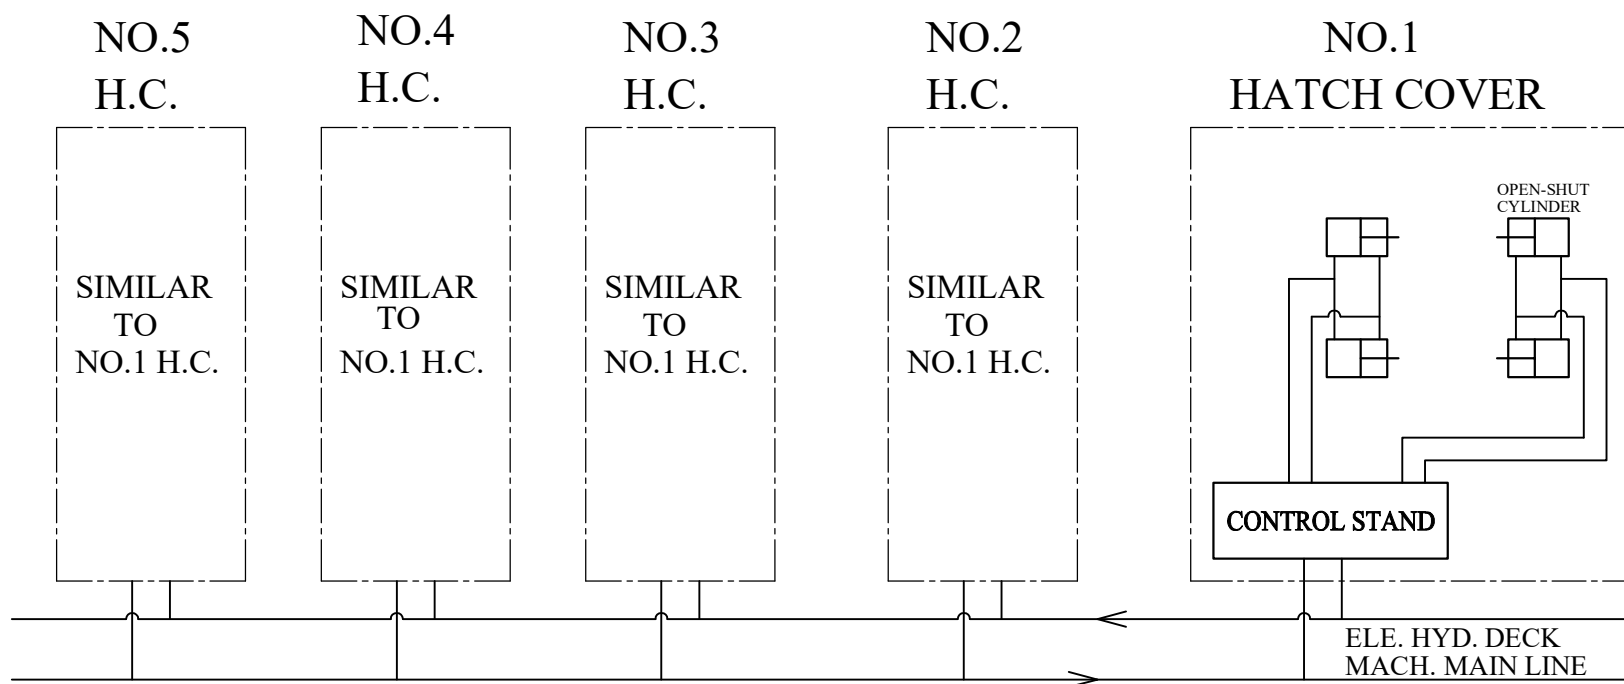 NO.5
H.C.
NO.4
H.C.
NO.3
H.C.
NO.2
H.C.
NO.1
HATCH COVER
SIMILAR
TO
NO.1 H.C.
SIMILAR
TO
NO.1 H.C.
SIMILAR
TO
NO.1 H.C.
SIMILAR
TO
NO.1 H.C.
OPEN-SHUT
CYLINDER
CONTROL STAND
ELE. HYD. DECK
MACH. MAIN LINE